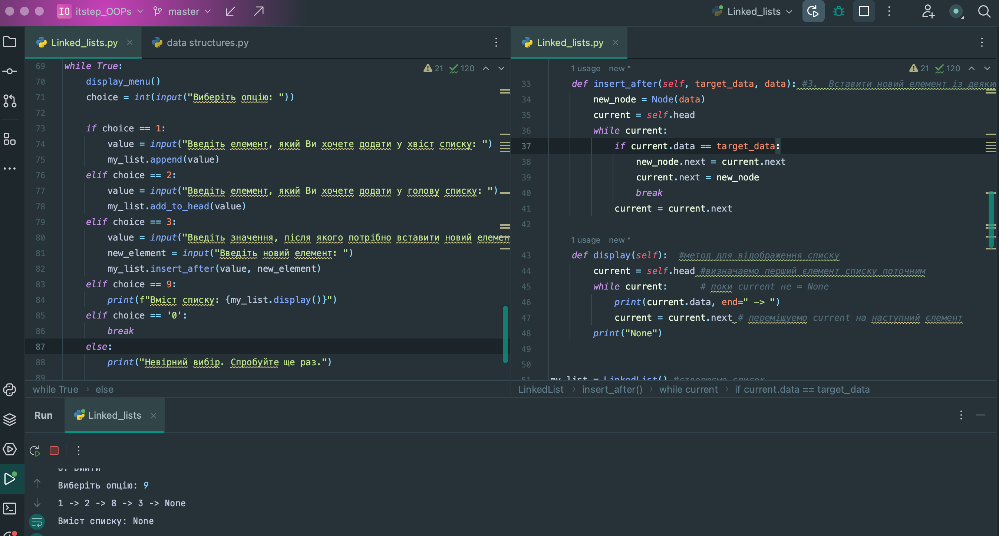 IO itstep_OOPs master Linked_lists
Linked_lists.py data structures.py
21 120
69 while True:
70 display_menu()
71 choice = int(input("Виберіть опцію: "))
72
73 if choice == 1:
74 value = input("Введіть елемент, який Ви хочете додати у хвіст списку: ")
75 my_list.append(value)
76 elif choice == 2:
77 value = input("Введіть елемент, який Ви хочете додати у голову списку: ")
78 my_list.add_to_head(value)
79 elif choice == 3:
80 value = input("Введіть значення, після якого потрібно вставити новий елемен
81 new_element = input("Введіть новий елемент: ")
82 my_list.insert_after(value, new_element)
83 elif choice == 9:
84 print(f"Вміст списку: {my_list.display()}")
85 elif choice == '0':
86 break
87 else:
88 print("Невірний вибір. Спробуйте ще раз.")
89
while True › else
Linked_lists.py
1 usage new *
21 120
33 def insert_after(self, target_data, data): #3. Вставити новий елемент із деяки
34 new_node = Node(data)
35 current = self.head
36 while current:
37 if current.data == target_data:
38 new_node.next = current.next
39 current.next = new_node
40 break
41 current = current.next
42
1 usage new *
43 def display(self): #метод для відображення списку
44 current = self.head #визначаемо перший єлемент списку поточним
45 while current: # поки current не = None
46 print(current.data, end=" -> ")
47 current = current.next # переміщуемо current на наступний єлемент
48 print("None")
49
50
51 my_list = LinkedList() #створюємо список
LinkedList › insert_after() › while current › if current.data == target_data
Run Linked_lists
Вийти
Виберіть опцію: 9
1 -> 2 -> 8 -> 3 -> None
Вміст списку: None